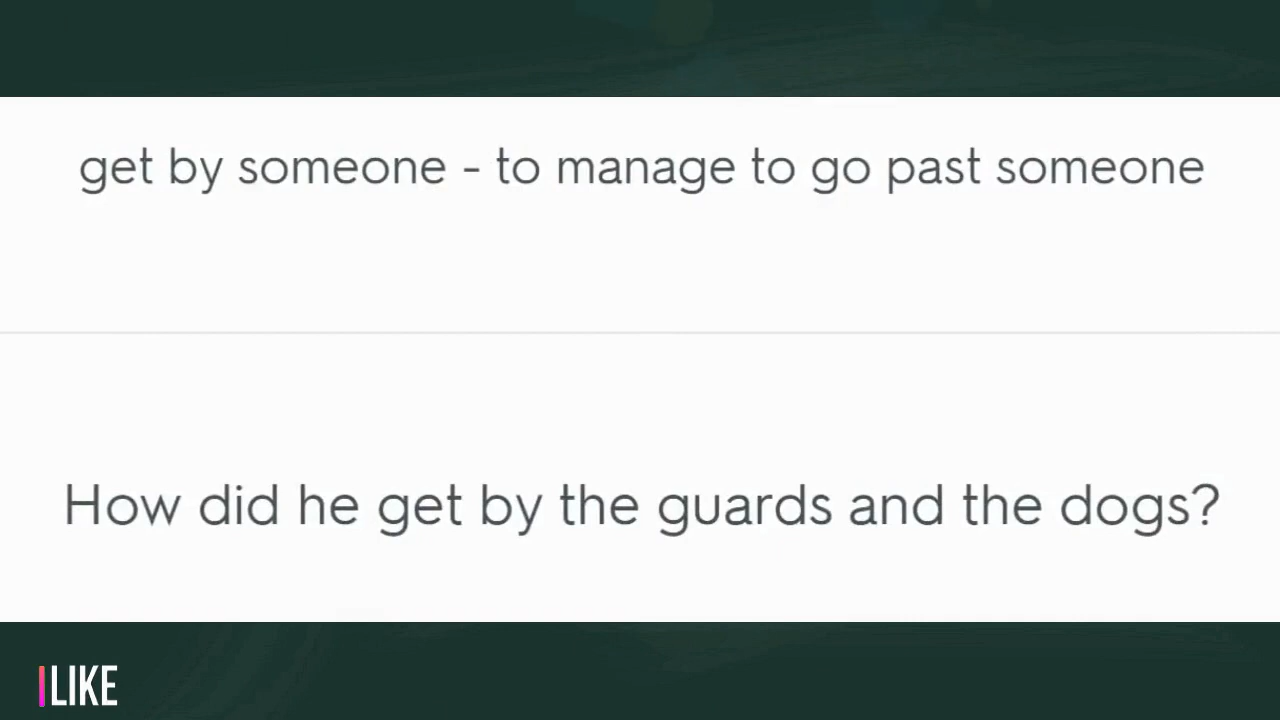 get by someone - to manage to go past someone
How did he get by the guards and the dogs?
LIKE